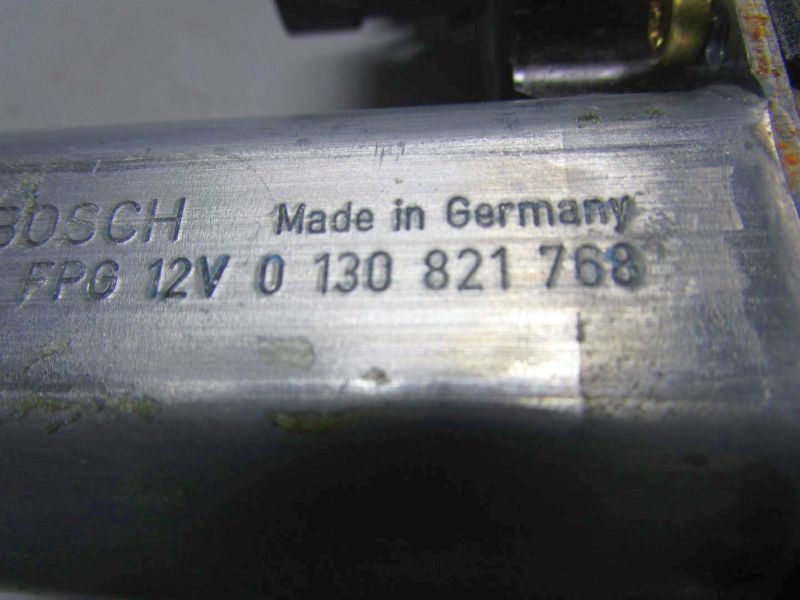 BOSCH Made in Germany
FPG 12V 0 130 821 768